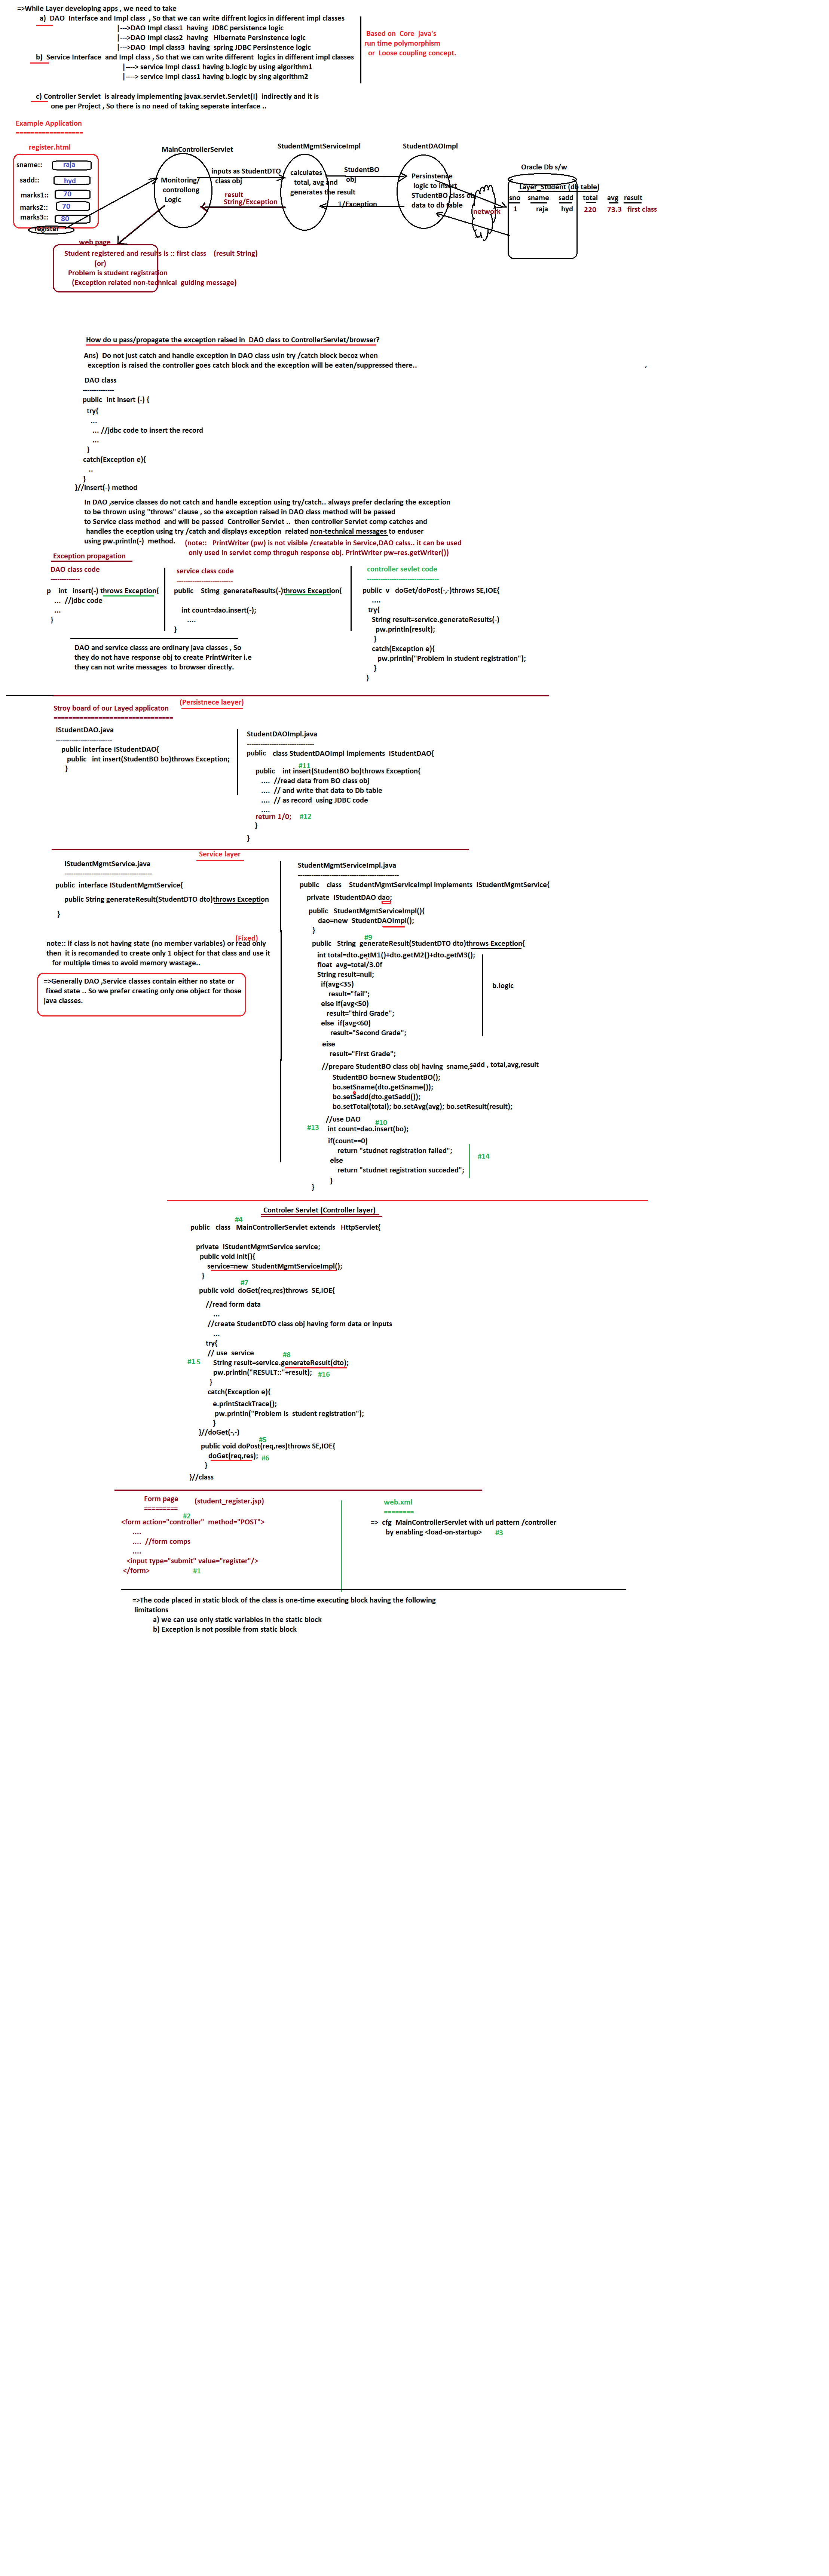 =>While Layer developing apps , we need to take
a) DAO Interface and Impl class , So that we can write diffrent logics in different impl classes
|--->DAO Impl class1 having JDBC persistence logic
|--->DAO Impl class2 having Hibernate Persinstence logic
|--->DAO Impl class3 having spring JDBC Persinstence logic
b) Service Interface and Impl class , So that we can write different logics in different impl classes
|----> service Impl class1 having b.logic by using algorithm1
|----> service Impl class1 having b.logic by sing algorithm2
Based on Core java's
run time polymorphism
or Loose coupling concept.
c) Controller Servlet is already implementing javax.servlet.Servlet(I) indirectly and it is
one per Project , So there is no need of taking seperate interface ..
Example Application
==================
register.html
sname:: raja
sadd:: hyd
marks1:: 70
marks2:: 70
marks3:: 80
register
MainControllerServlet
Monitoring/
controllong
Logic
inputs as StudentDTO
class obj
result
String/Exception
StudentMgmtServiceImpl
calculates
total, avg and
generates the result
StudentBO
obj
1/Exception
StudentDAOImpl
Persinstence
logic to insert
STudentBO class obj
data to db table
network
Oracle Db s/w
Layer_Student (db table)
sno sname sadd total avg result
1 raja hyd 220 73.3 first class
web page
Student registered and results is :: first class (result String)
(or)
Problem is student registration
(Exception related non-technical guiding message)
How do u pass/propagate the exception raised in DAO class to ControllerServlet/browser?
Ans) Do not just catch and handle exception in DAO class usin try /catch block becoz when
exception is raised the controller goes catch block and the exception will be eaten/suppressed there..
,
DAO class
--------------
public int insert (-) {
try{
...
... //jdbc code to insert the record
...
}
catch(Exception e){
..
}
}//insert(-) method
In DAO ,service classes do not catch and handle exception using try/catch.. always prefer declaring the exception
to be thrown using "throws" clause , so the exception raised in DAO class method will be passed
to Service class method and will be passed Controller Servlet .. then controller Servlet comp catches and
handles the eception using try /catch and displays exception related non-technical messages to enduser
using pw.println(-) method.
(note:: PrintWriter (pw) is not visible /creatable in Service,DAO calss.. it can be used
only used in servlet comp throguh response obj. PrintWriter pw=res.getWriter())
Exception propagation
DAO class code
-------------
p int insert(-) throws Exception{
... //jdbc code
...
}
service class code
-------------------------
public String generateResults(-)throws Exception{
int count=dao.insert(-);
....
}
controller sevlet code
--------------------------------
public v doGet/doPost(-,-)throws SE,IOE{
....
try{
String result=service.generateResults(-)
pw.println(result);
}
catch(Exception e){
pw.println("Problem in student registration");
}
}
DAO and service classs are ordinary java classes , So
they do not have response obj to create PrintWriter i.e
they can not write messages to browser directly.
Stroy board of our Layed applicaton
================================
(Persistnece laeyer)
IStudentDAO.java
-------------------------
public interface IStudentDAO{
public int insert(StudentBO bo)throws Exception;
}
StudentDAOImpl.java
------------------------------
public class StudentDAOImpl implements IStudentDAO{
#11
public int insert(StudentBO bo)throws Exception{
.... //read data from BO class obj
.... // and write that data to Db table
.... // as record using JDBC code
....
return 1/0; #12
}
}
Service layer
IStudentMgmtService.java
---------------------------------------
public interface IStudentMgmtService{
public String generateResult(StudentDTO dto)throws Exception
}
(Fixed)
note:: if class is not having state (no member variables) or read only
then it is recomanded to create only 1 object for that class and use it
for multiple times to avoid memory wastage..
=>Generally DAO ,Service classes contain either no state or
fixed state .. So we prefer creating only one object for those
java classes.
StudentMgmtServiceImpl.java
---------------------------------------------
public class StudentMgmtServiceImpl implements IStudentMgmtService{
private IStudentDAO dao;
public StudentMgmtServiceImpl(){
dao=new StudentDAOImpl();
}
#9
public String generateResult(StudentDTO dto)throws Exception{
int total=dto.getM1()+dto.getM2()+dto.getM3();
float avg=total/3.0f
String result=null;
if(avg<35)
result="fail";
else if(avg<50)
result="third Grade";
else if(avg<60)
result="Second Grade";
else
result="First Grade";
b.logic
//prepare StudentBO class obj having sname,sadd , total,avg,result
StudentBO bo=new StudentBO();
bo.setSname(dto.getSname());
bo.setSadd(dto.getSadd());
bo.setTotal(total); bo.setAvg(avg); bo.setResult(result);
//use DAO
#10
#13 int count=dao.insert(bo);
if(count==0)
return "studnet registration failed";
else
return "studnet registration succeded";
#14
}
}
Controler Servlet (Controller layer)
#4
public class MainControllerServlet extends HttpServlet{
private IStudentMgmtService service;
public void init(){
service=new StudentMgmtServiceImpl();
}
#7
public void doGet(req,res)throws SE,IOE{
//read form data
...
//create StudentDTO class obj having form data or inputs
...
try{
// use service
#8
#15 String result=service.generateResult(dto);
pw.println("RESULT::"+result); #16
}
catch(Exception e){
e.printStackTrace();
pw.println("Problem is student registration");
}
}//doGet(-,-)
#5
public void doPost(req,res)throws SE,IOE{
doGet(req,res); #6
}
}//class
Form page
=========
(student_register.jsp)
#2
<form action="controller" method="POST">
....
.... //form comps
....
<input type="submit" value="register"/>
</form> #1
web.xml
========
=> cfg MainControllerServlet with url pattern /controller
by enabling <load-on-startup> #3
=>The code placed in static block of the class is one-time executing block having the following
limitations
a) we can use only static variables in the static block
b) Exception is not possible from static block